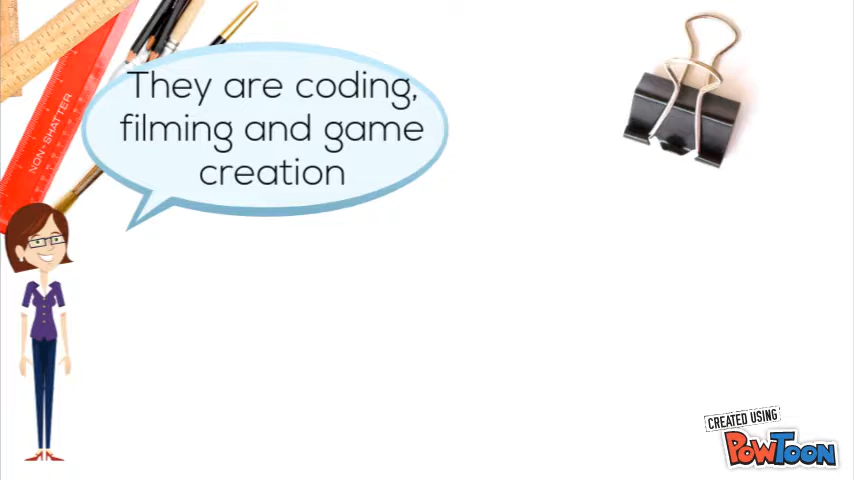 They are coding,
filming and game
creation
NON-SHATTER
CREATED USING
PowToon